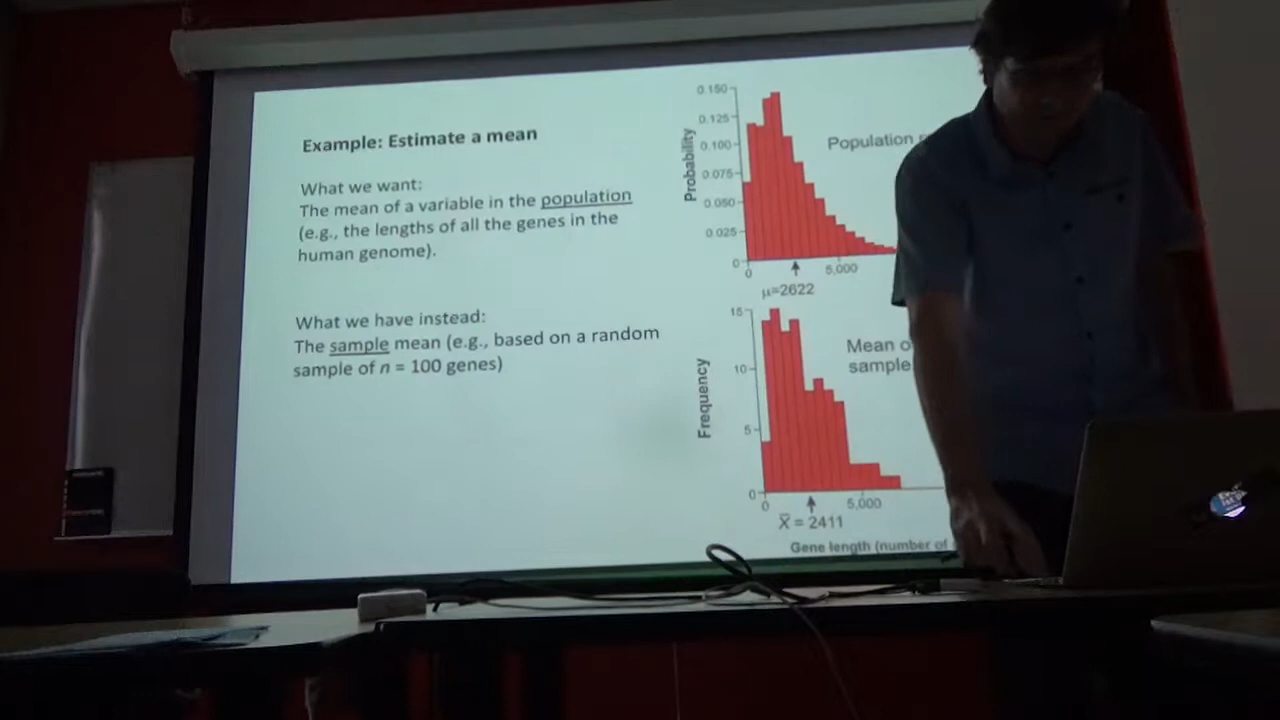 Example: Estimate a mean
What we want:
The mean of a variable in the population
(e.g., the lengths of all the genes in the
human genome).
What we have instead:
The sample mean (e.g., based on a random
sample of n = 100 genes)
Probability
0.150
0.125
0.100
0.075
0.050
0.025
0
0
5,000
μ=2622
Population
Frequency
15
10
5
0
0
5,000
X̄ = 2411
Mean o
sample
Gene length (number of